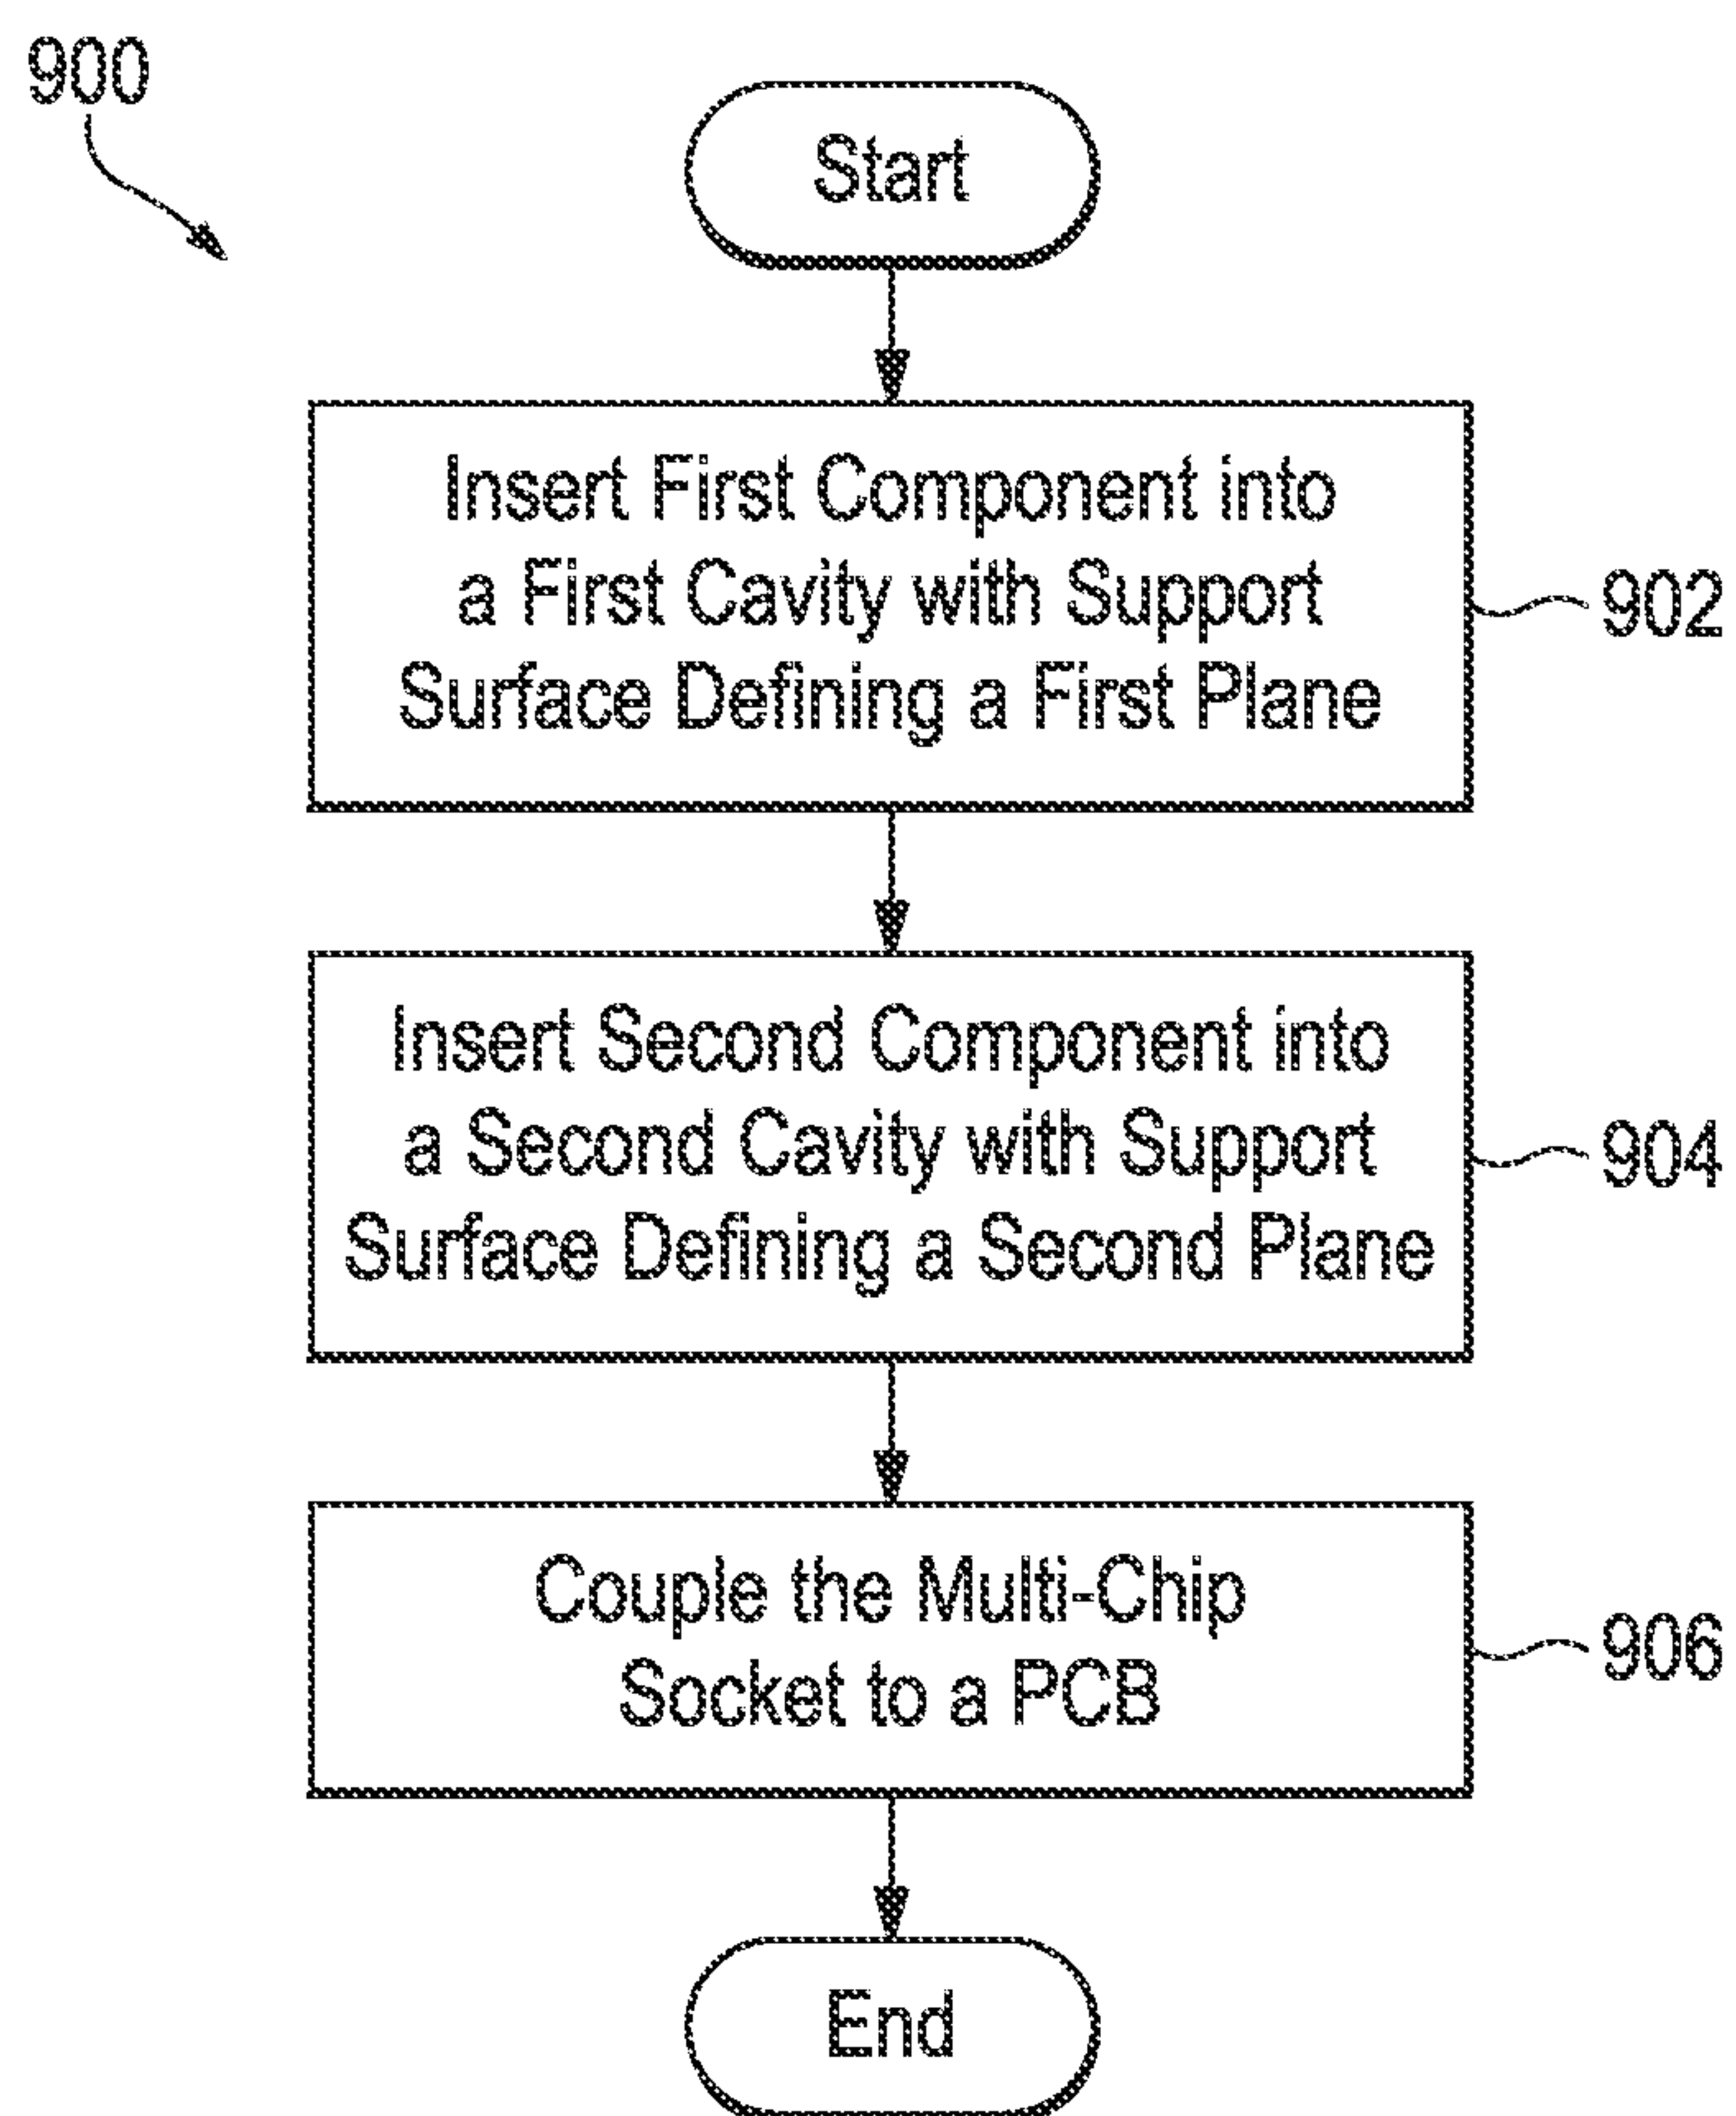 900
Start
Insert First Component into
a First Cavity with Support
Surface Defining a First Plane
902
Insert Second Component into
a Second Cavity with Support
Surface Defining a Second Plane
904
Couple the Multi-Chip
Socket to a PCB
906
End